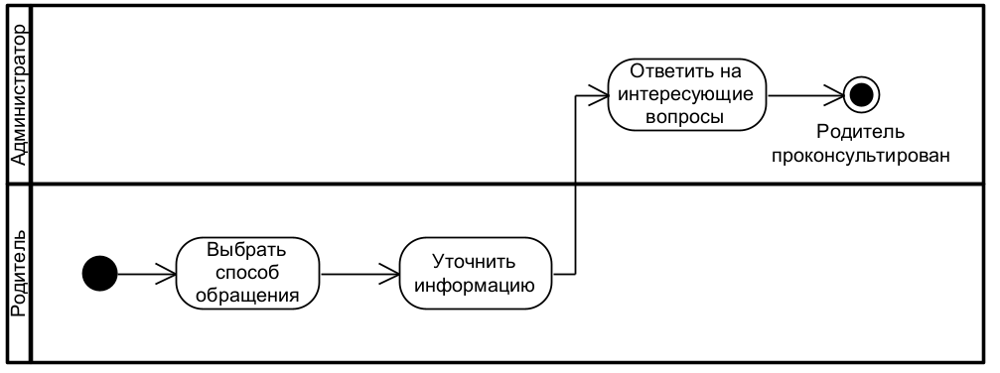 Администратор
Ответить на
интересующие
вопросы
Родитель
проконсультирован
Родитель
Выбрать
способ
обращения
Уточнить
информацию